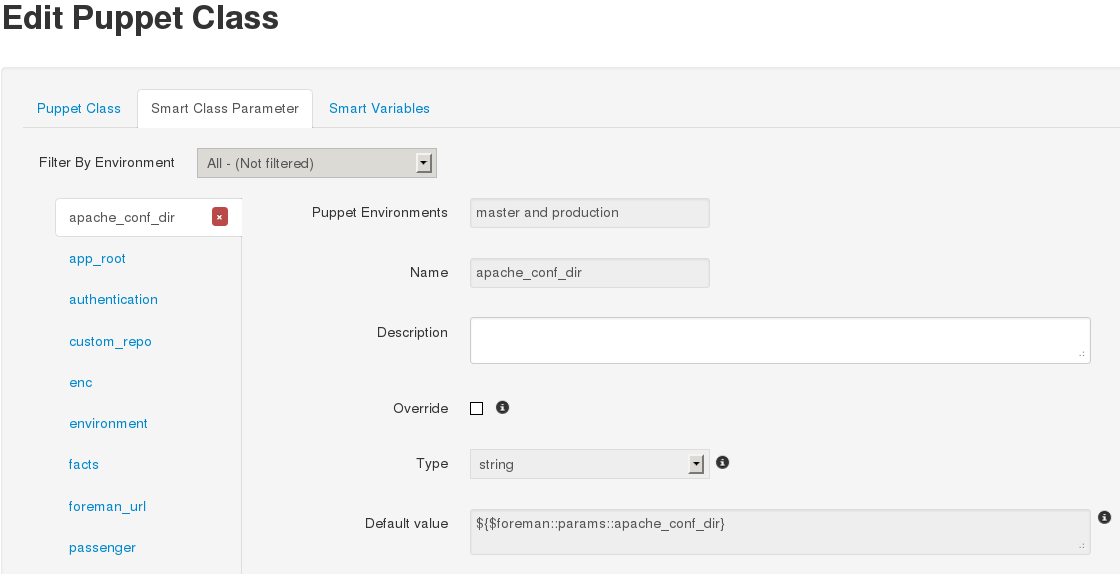 Edit Puppet Class
Puppet Class Smart Class Parameter Smart Variables
Filter By Environment All - (Not filtered)
apache_conf_dir ×
app_root
authentication
custom_repo
enc
environment
facts
foreman_url
passenger
Puppet Environments master and production
Name apache_conf_dir
Description
Override
Type string
Default value ${$foreman::params::apache_conf_dir}